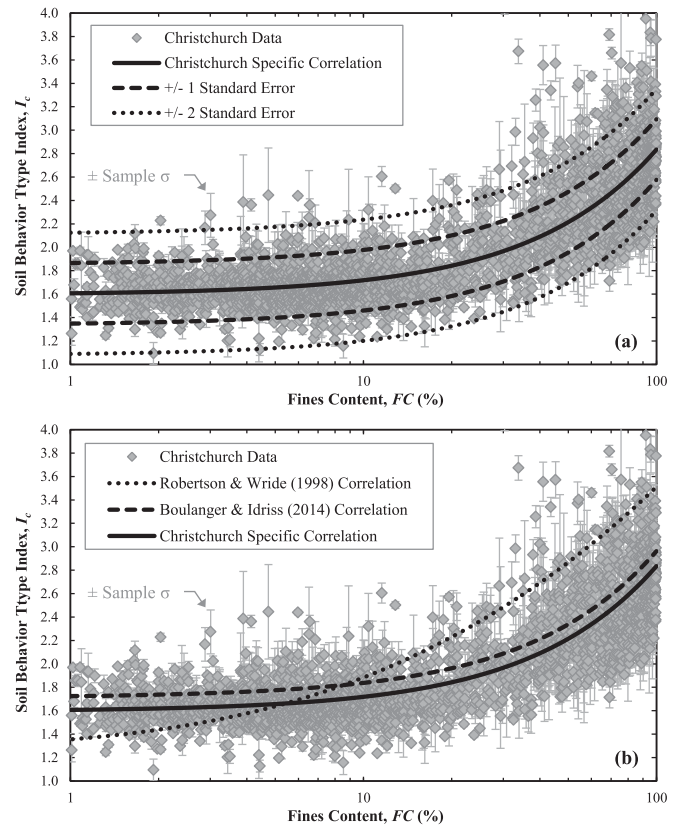 4.0
3.8
3.6
3.4
3.2
3.0
2.8
2.6
2.4
2.2
2.0
1.8
1.6
1.4
1.2
1.0
Soil Behavior Ttype Index, Ic
Christchurch Data
Christchurch Specific Correlation
+/- 1 Standard Error
+/- 2 Standard Error
± Sample σ
(a)
1 10 100
Fines Content, FC (%)
4.0
3.8
3.6
3.4
3.2
3.0
2.8
2.6
2.4
2.2
2.0
1.8
1.6
1.4
1.2
1.0
Soil Behavior Ttype Index, Ic
Christchurch Data
Robertson & Wride (1998) Correlation
Boulanger & Idriss (2014) Correlation
Christchurch Specific Correlation
± Sample σ
(b)
1 10 100
Fines Content, FC (%)